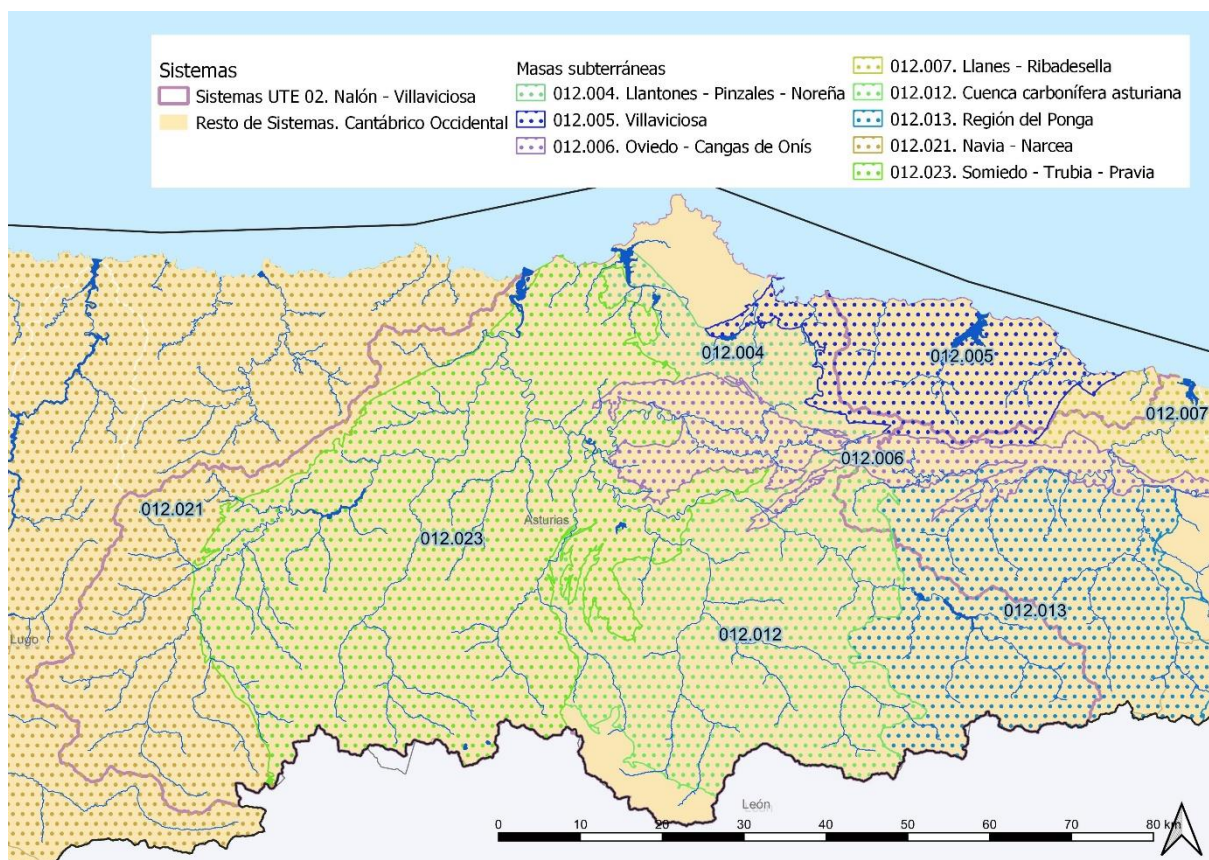 Sistemas
Sistemas UTE 02. Nalón - Villaviciosa
Resto de Sistemas. Cantábrico Occidental
Masas subterráneas
012.004. Llantones - Pinzales - Noreña
012.005. Villaviciosa
012.006. Oviedo - Cangas de Onís
012.007. Llanes - Ribadesella
012.012. Cuenca carbonífera asturiana
012.013. Región del Ponga
012.021. Navia - Narcea
012.023. Somiedo - Trubia - Pravia
012.004
012.005
012.007
012.006
012.021
Asturias
012.023
012.013
012.012
Lugo
León
0 10 20 30 40 50 60 70 80 km